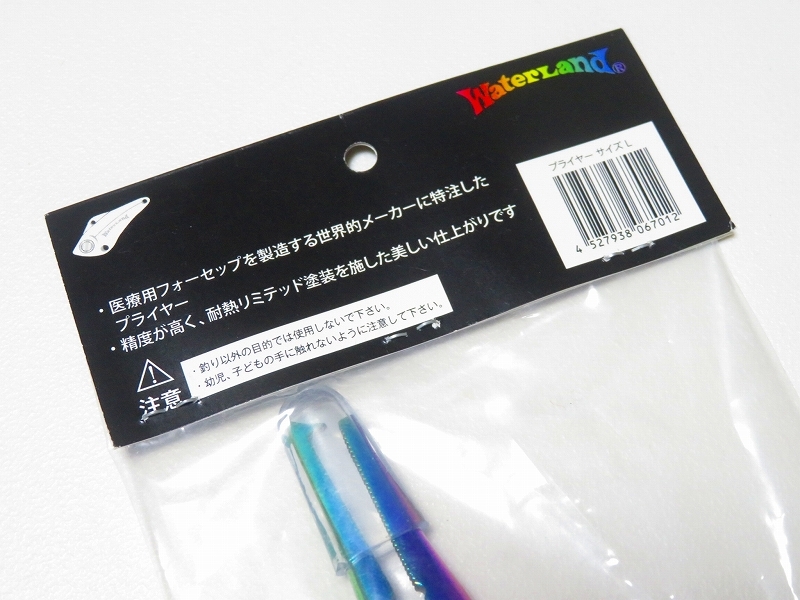 WaterLand®
プライヤー サイズ L
4 527938 067012
・医療用フォーセップを製造する世界的メーカーに特注した
プライヤー
・精度が高く、耐熱リミテッド塗装を施した美しい仕上がりです
・釣り以外の目的では使用しないで下さい。
・幼児、子どもの手に触れないように注意して下さい。
注意